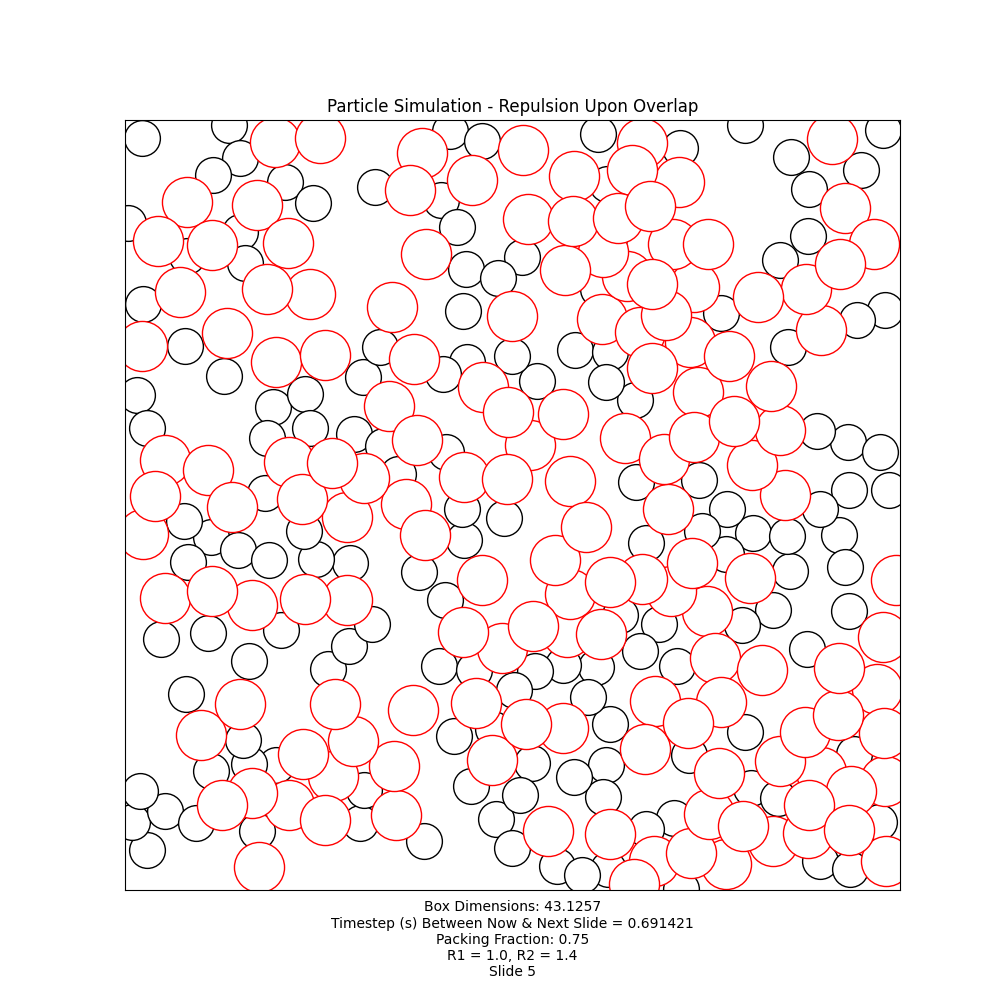 Particle Simulation - Repulsion Upon Overlap
Box Dimensions: 43.1257
Timestep (s) Between Now & Next Slide = 0.691421
Packing Fraction: 0.75
R1 = 1.0, R2 = 1.4
Slide 5